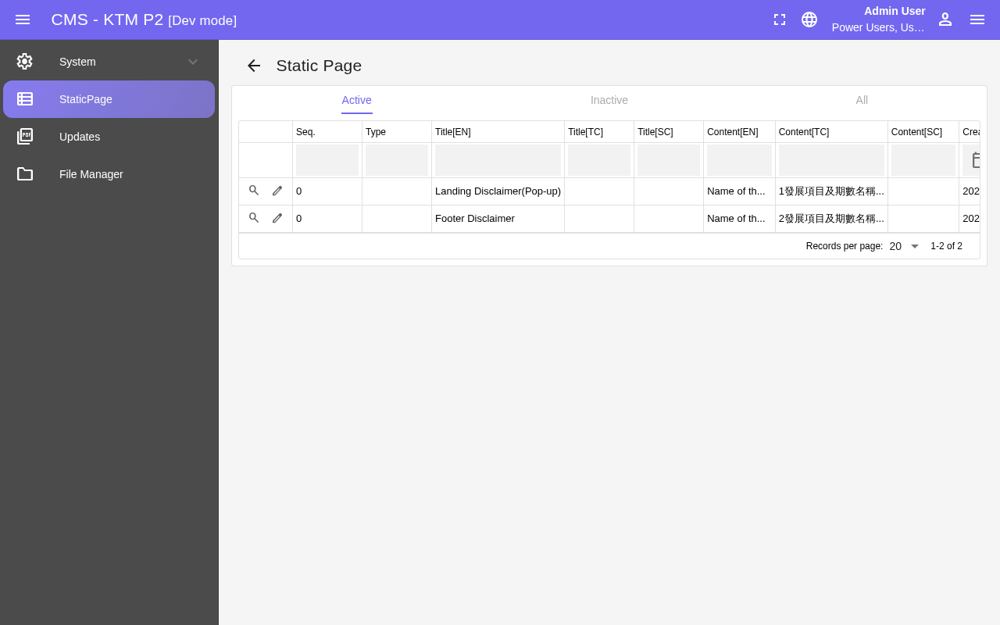 CMS - KTM P2 [Dev mode]
Admin User
Power Users, Us…
System
StaticPage
PDF
Updates
File Manager
Static Page
Active Inactive All
Seq. Type Title[EN] Title[TC] Title[SC] Content[EN] Content[TC] Content[SC] Crea
0 Landing Disclaimer(Pop-up) Name of th... 1發展項目及期數名稱... 202
0 Footer Disclaimer Name of th... 2發展項目及期數名稱... 202
Records per page: 20 1-2 of 2